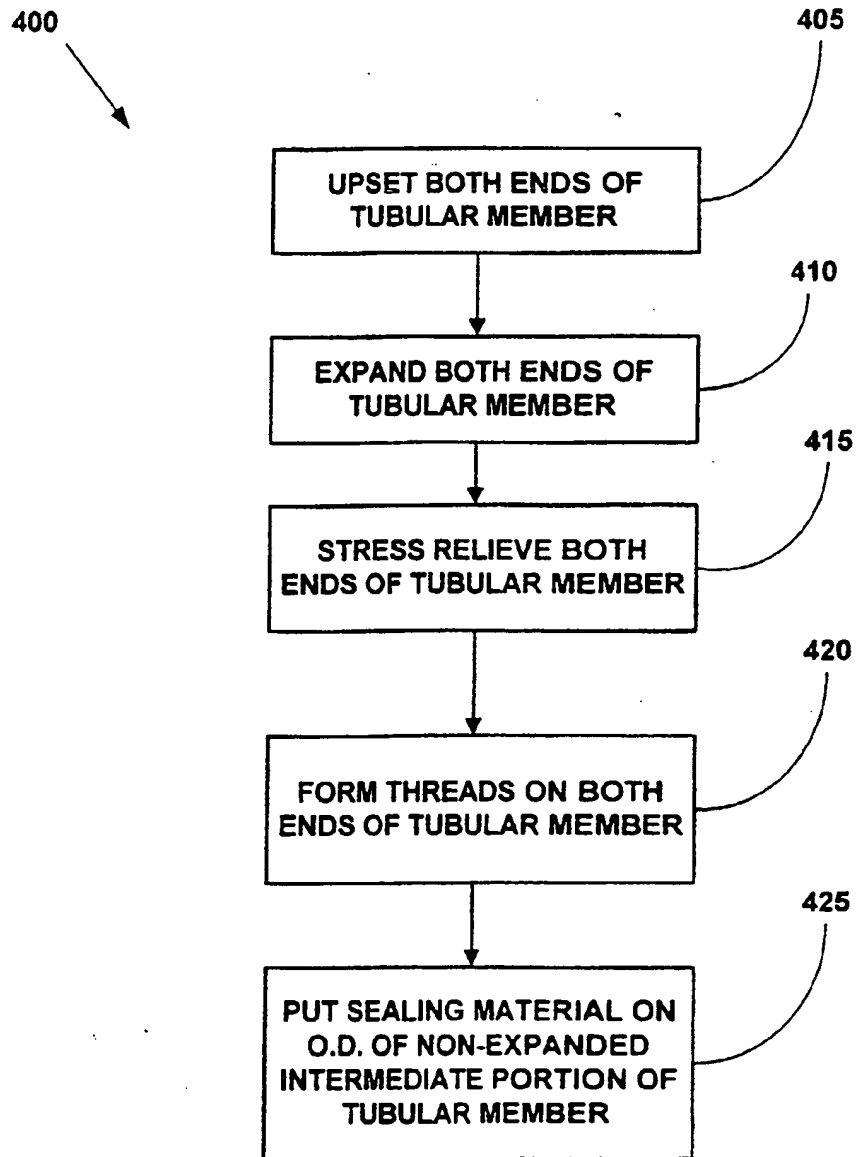 400
405
UPSET BOTH ENDS OF
TUBULAR MEMBER
410
EXPAND BOTH ENDS OF
TUBULAR MEMBER
415
STRESS RELIEVE BOTH
ENDS OF TUBULAR MEMBER
420
FORM THREADS ON BOTH
ENDS OF TUBULAR MEMBER
425
PUT SEALING MATERIAL ON
O.D. OF NON-EXPANDED
INTERMEDIATE PORTION OF
TUBULAR MEMBER